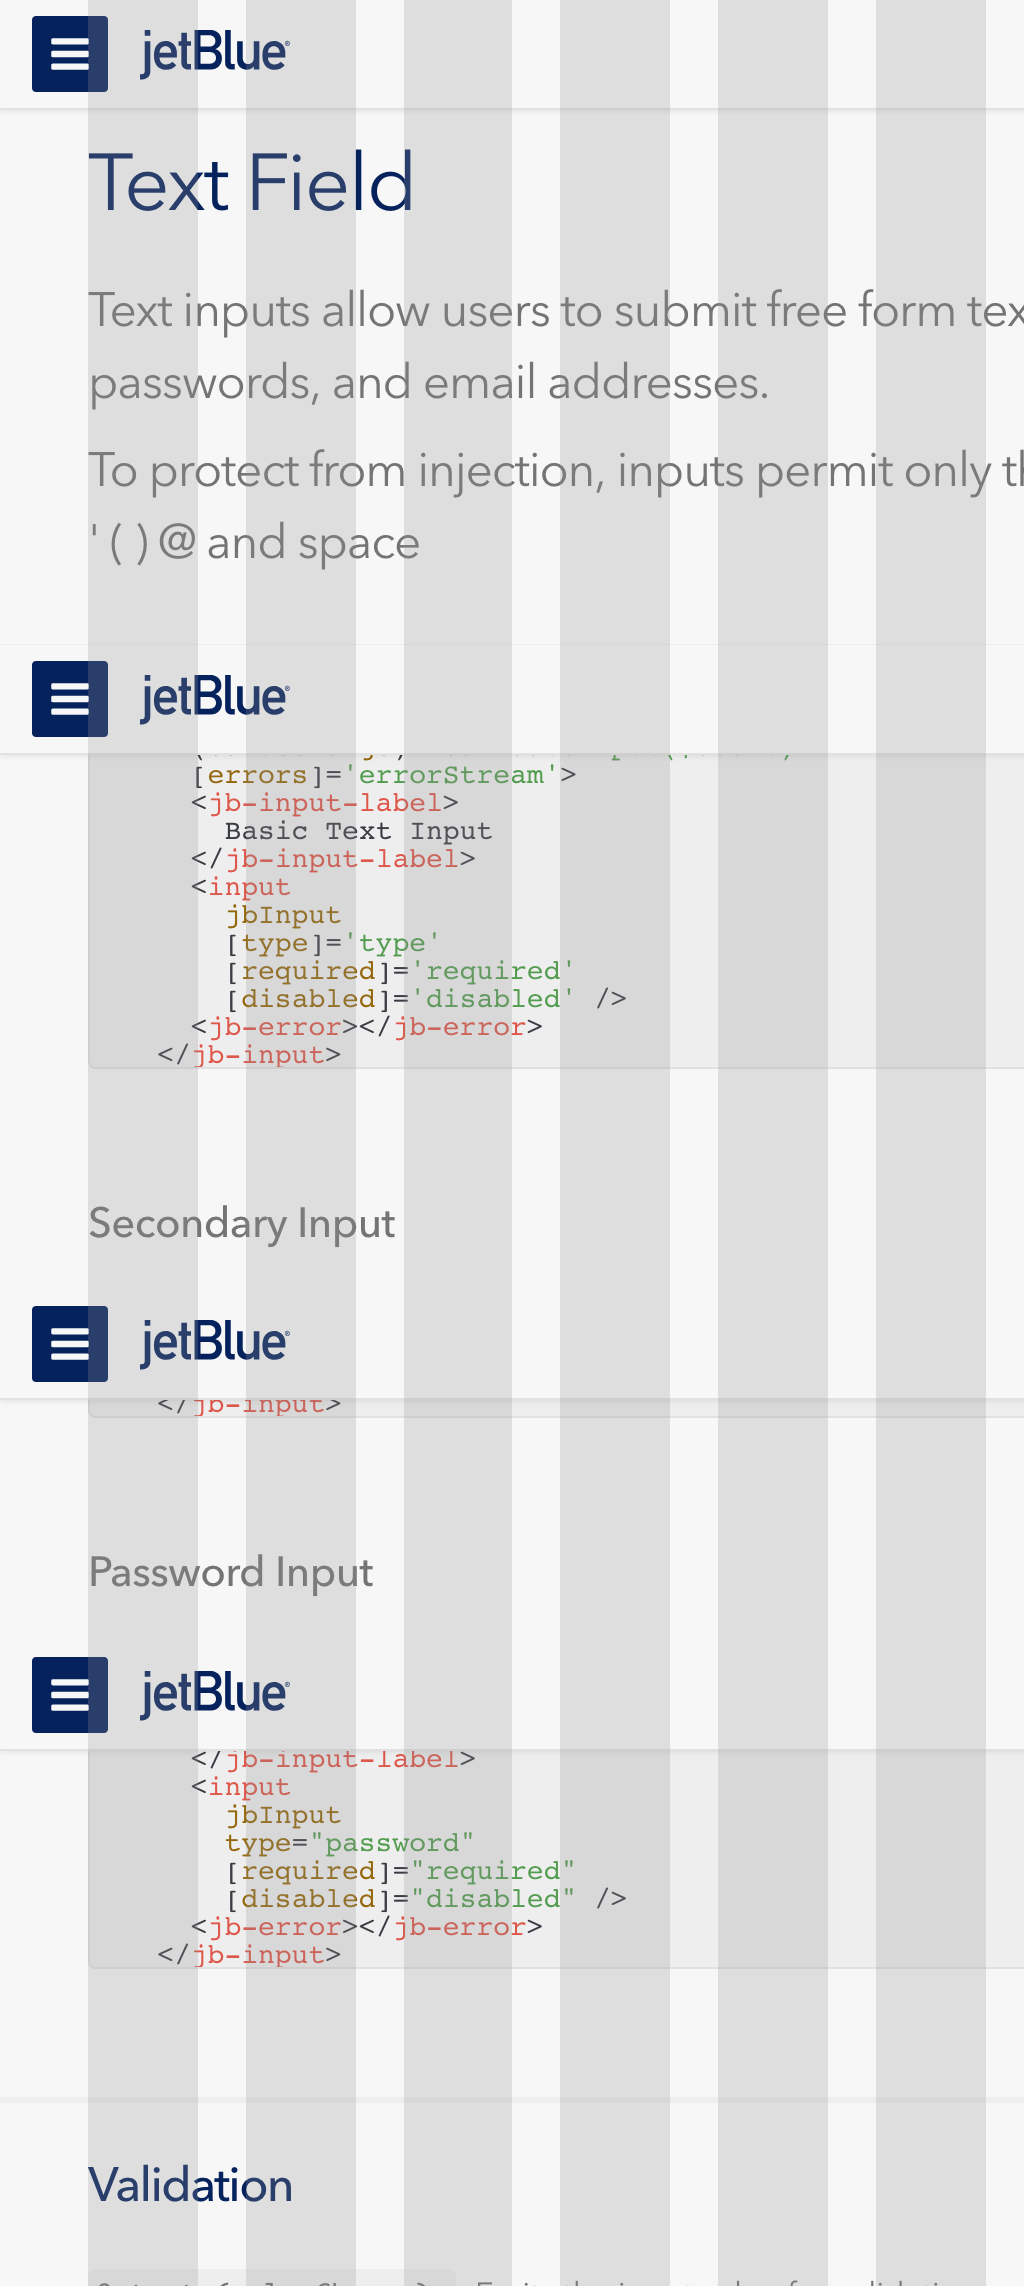 jetBlue
Text Field
Text inputs allow users to submit free form tex
passwords, and email addresses.
To protect from injection, inputs permit only th
' ( ) @ and space
jetBlue
[errors]='errorStream'>
<jb-input-label>
Basic Text Input
</jb-input-label>
<input
jbInput
[type]='type'
[required]='required'
[disabled]='disabled' />
<jb-error></jb-error>
</jb-input>
Secondary Input
jetBlue
</jb-input>
Password Input
jetBlue
</jb-input-label>
<input
jbInput
type="password"
[required]="required"
[disabled]="disabled" />
<jb-error></jb-error>
</jb-input>
Validation